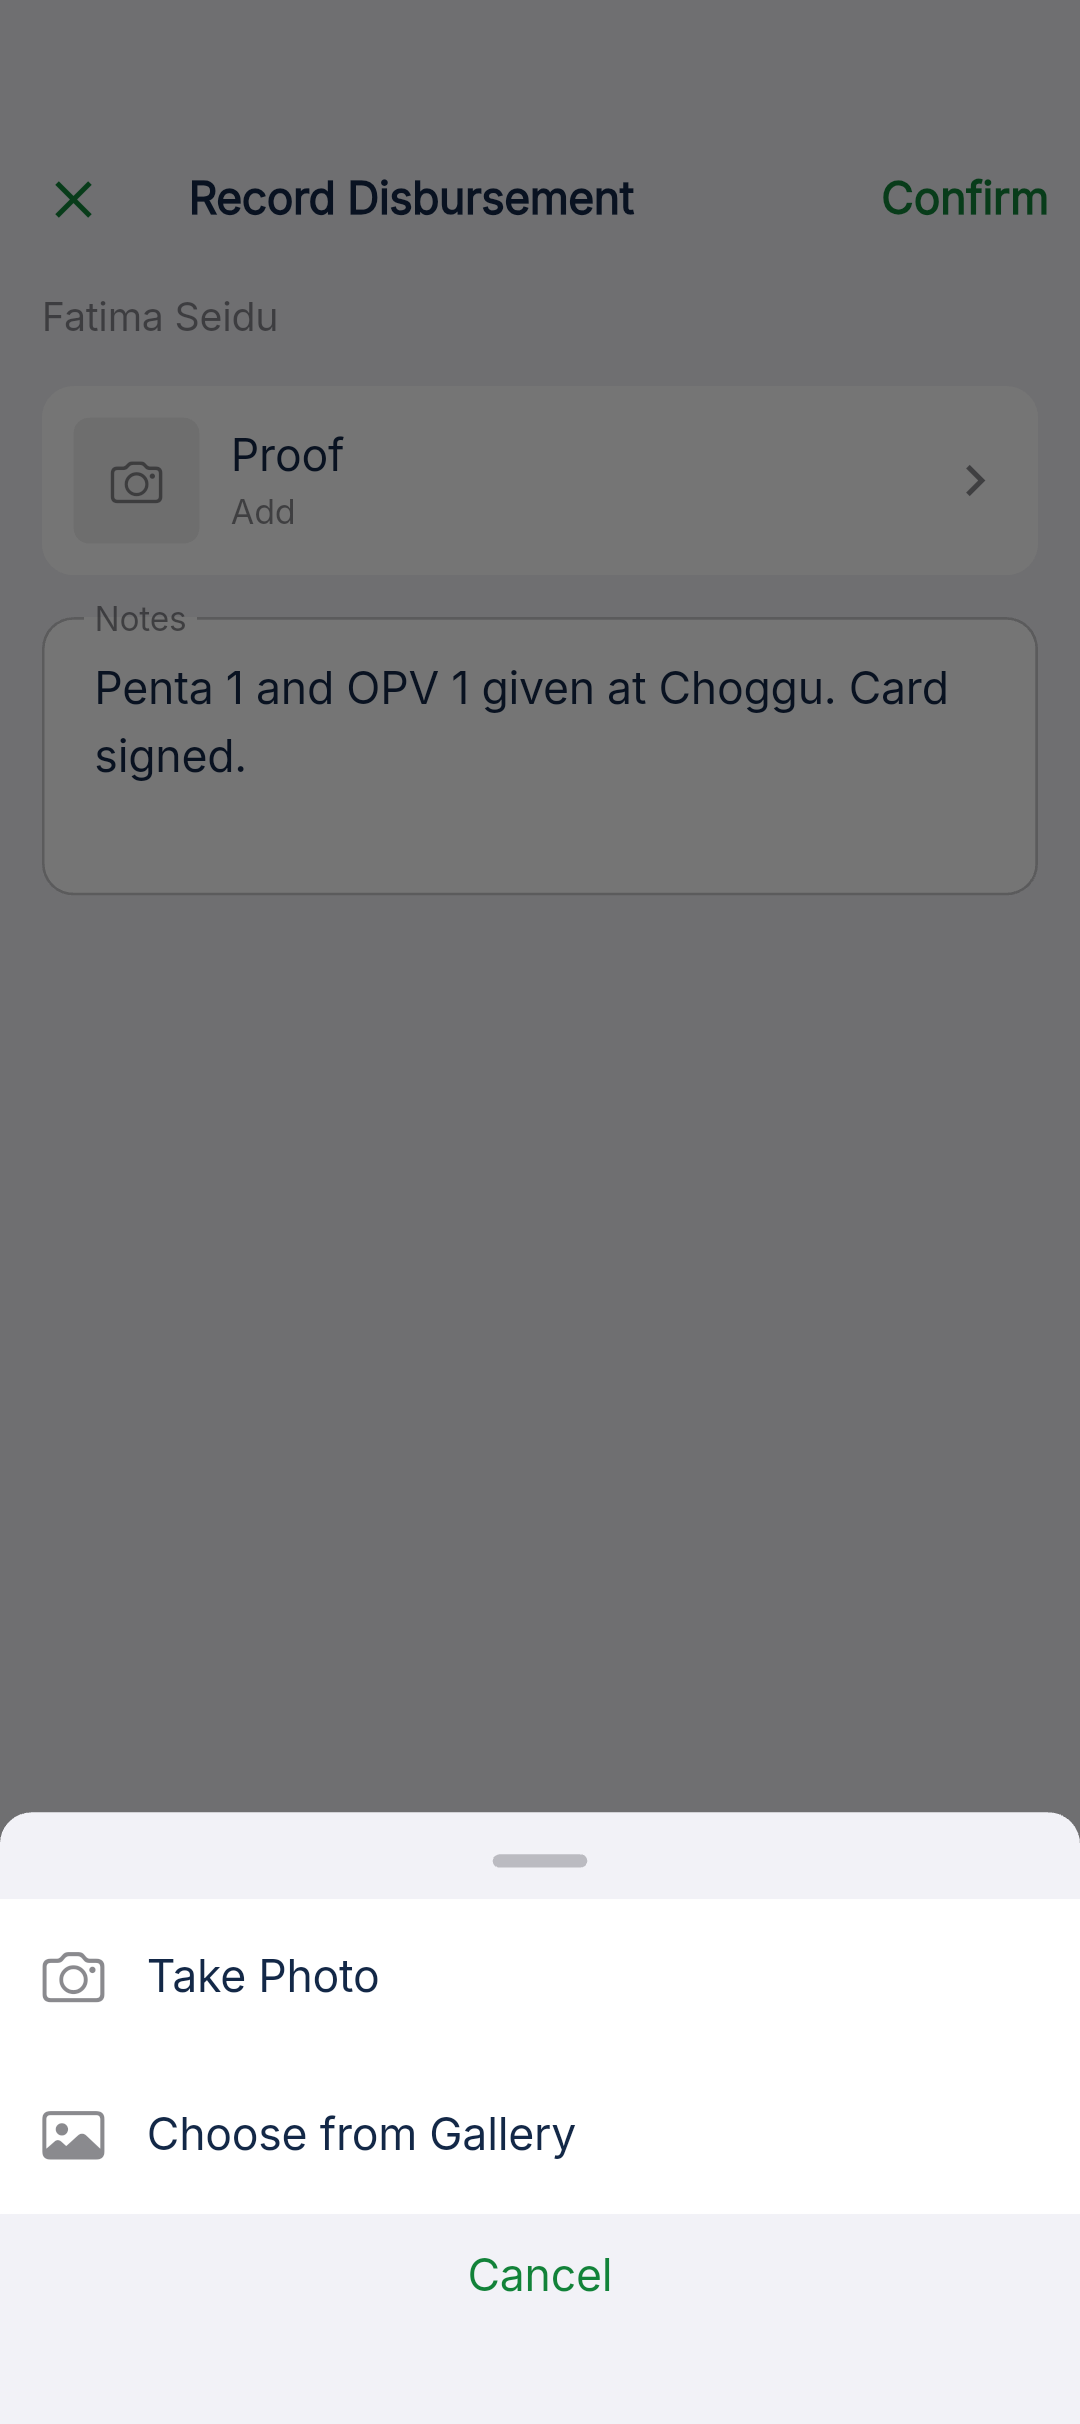 Record Disbursement
Confirm
Fatima Seidu
Proof
Add
Notes
Penta 1 and OPV 1 given at Choggu. Card
signed.
Take Photo
Choose from Gallery
Cancel